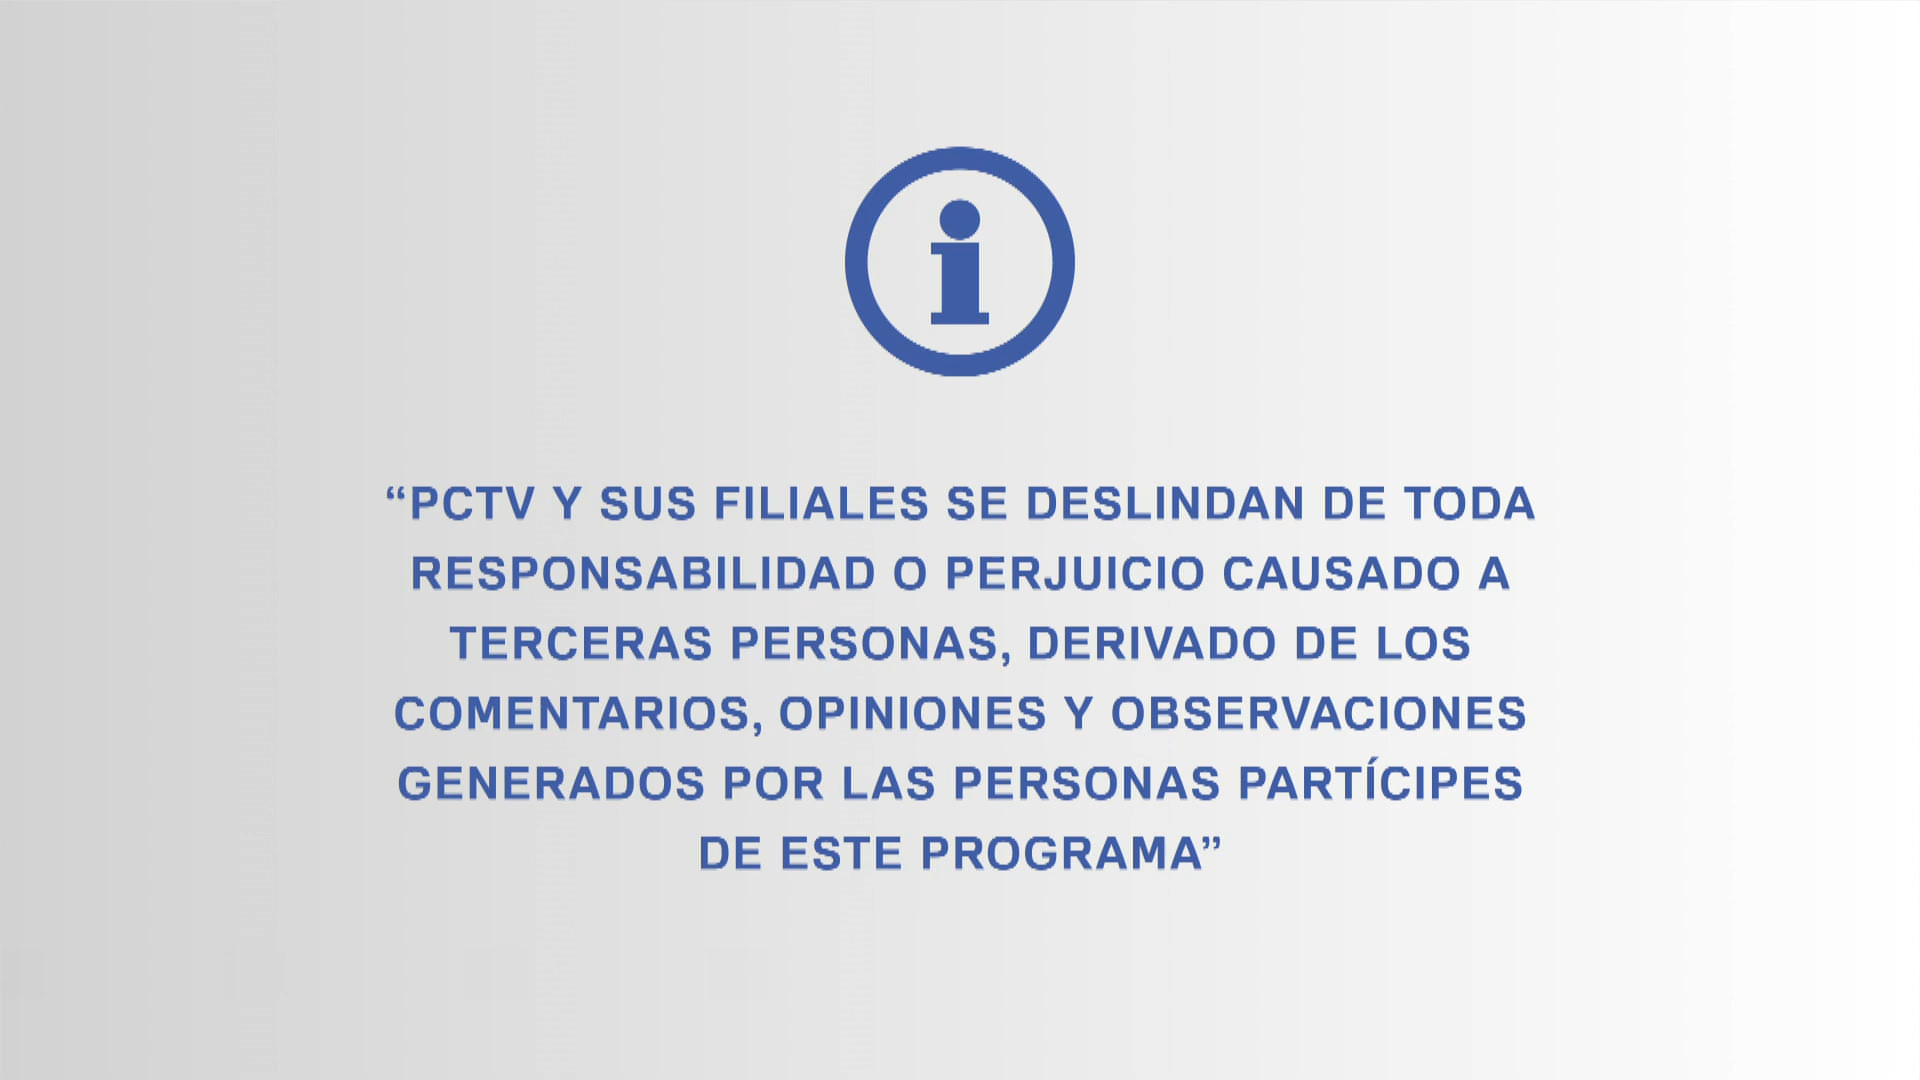 “PCTV Y SUS FILIALES SE DESLINDAN DE TODA
RESPONSABILIDAD O PERJUICIO CAUSADO A
TERCERAS PERSONAS, DERIVADO DE LOS
COMENTARIOS, OPINIONES Y OBSERVACIONES
GENERADOS POR LAS PERSONAS PARTÍCIPES
DE ESTE PROGRAMA”